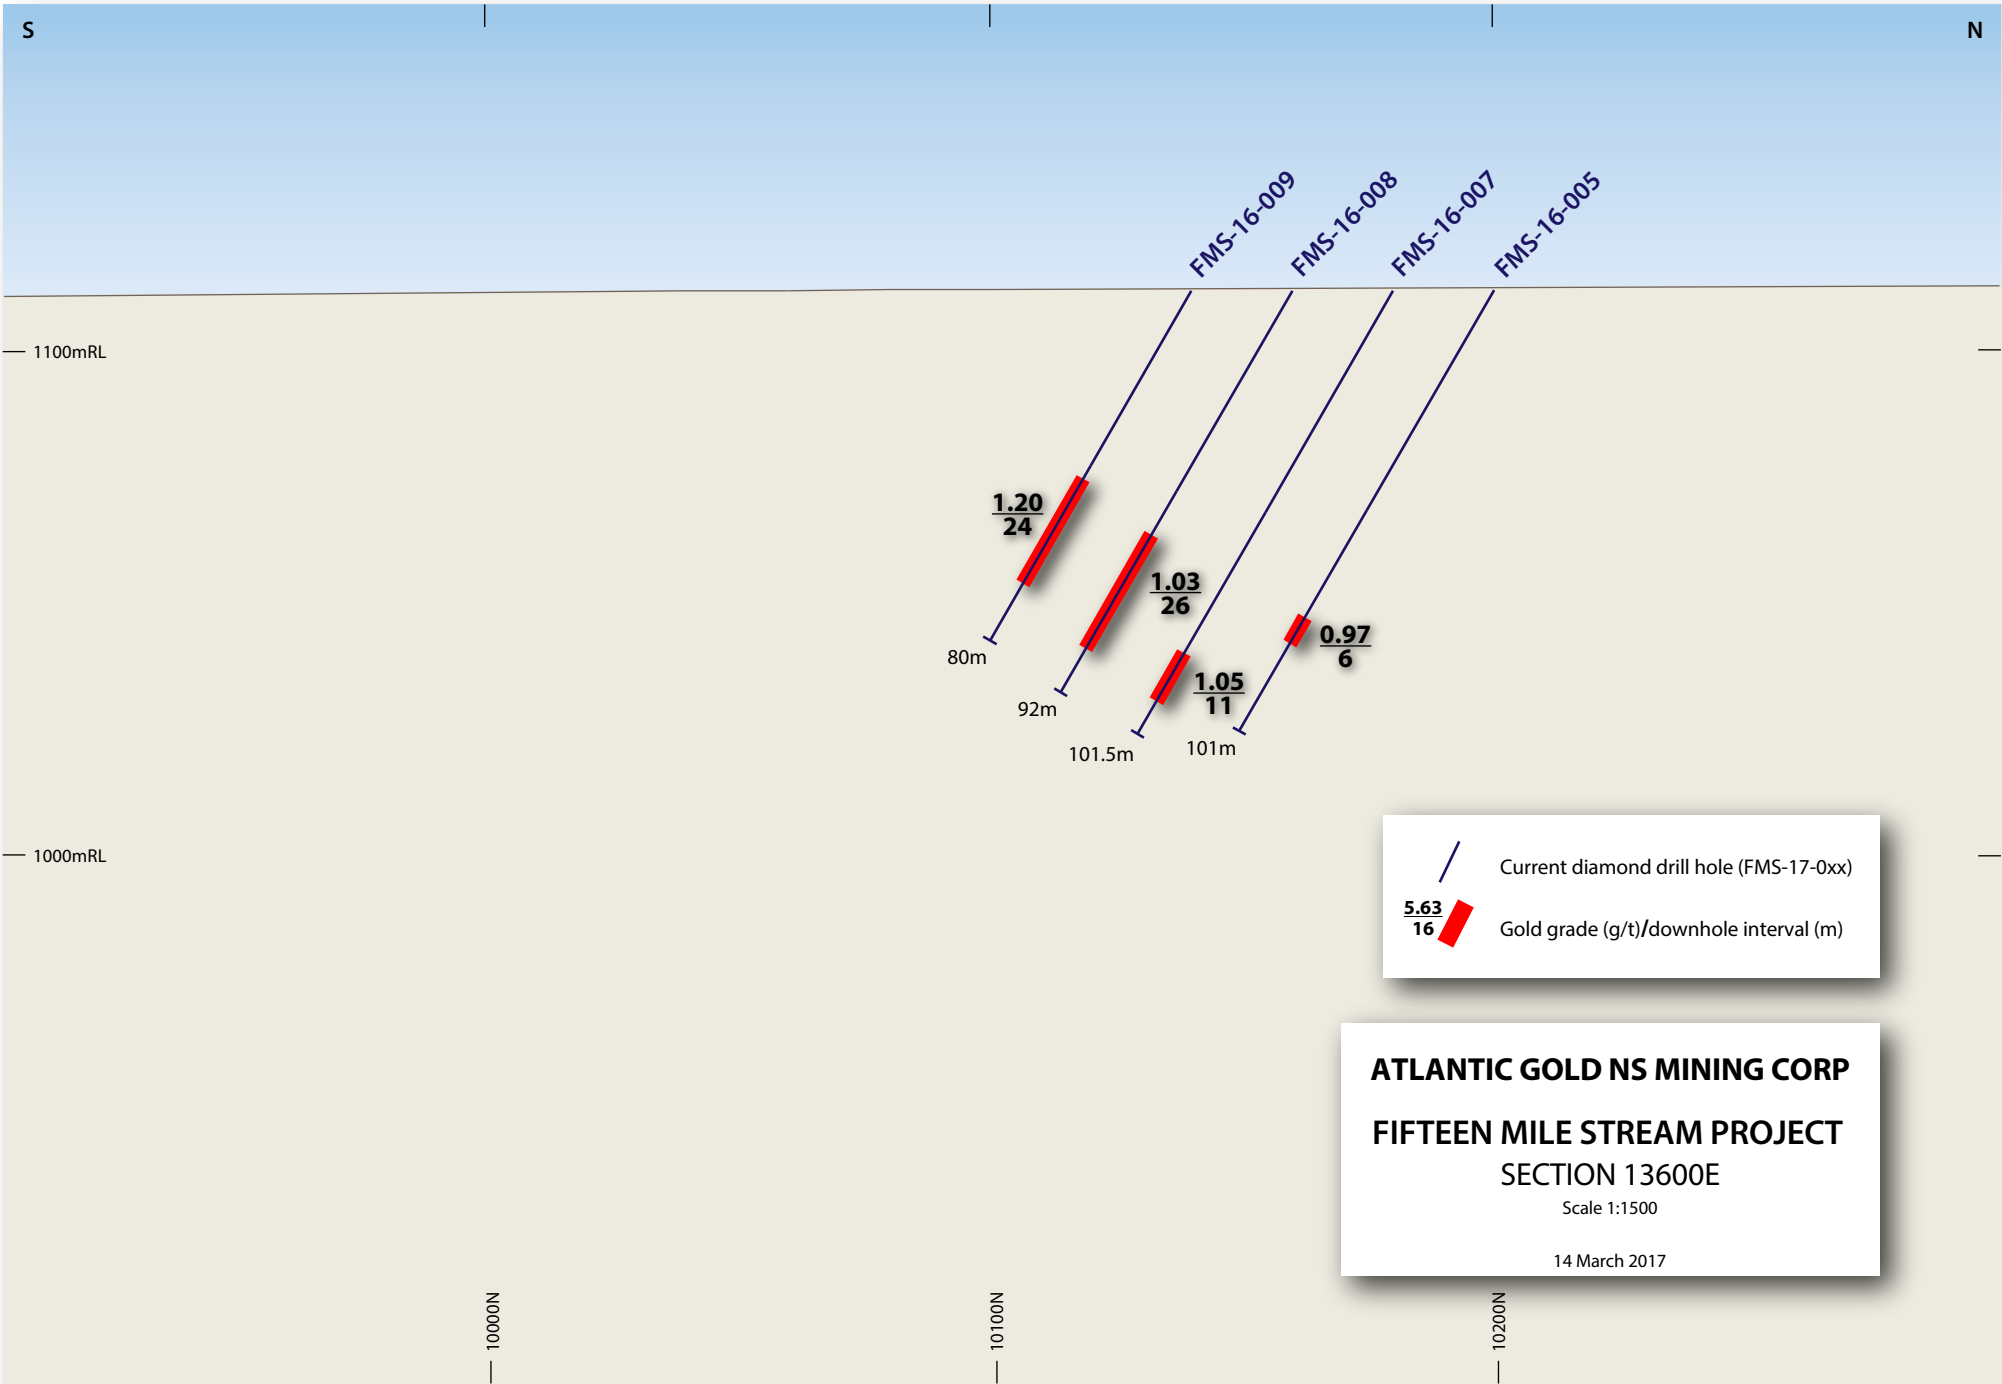 S
N
FMS-16-009
FMS-16-008
FMS-16-007
FMS-16-005
1100mRL
1.20
24
1.03
26
0.97
6
80m
1.05
11
92m
101.5m
101m
1000mRL
Current diamond drill hole (FMS-17-0xx)
5.63
16
Gold grade (g/t)/downhole interval (m)
ATLANTIC GOLD NS MINING CORP
FIFTEEN MILE STREAM PROJECT
SECTION 13600E
Scale 1:1500
14 March 2017
10000N
10100N
10200N